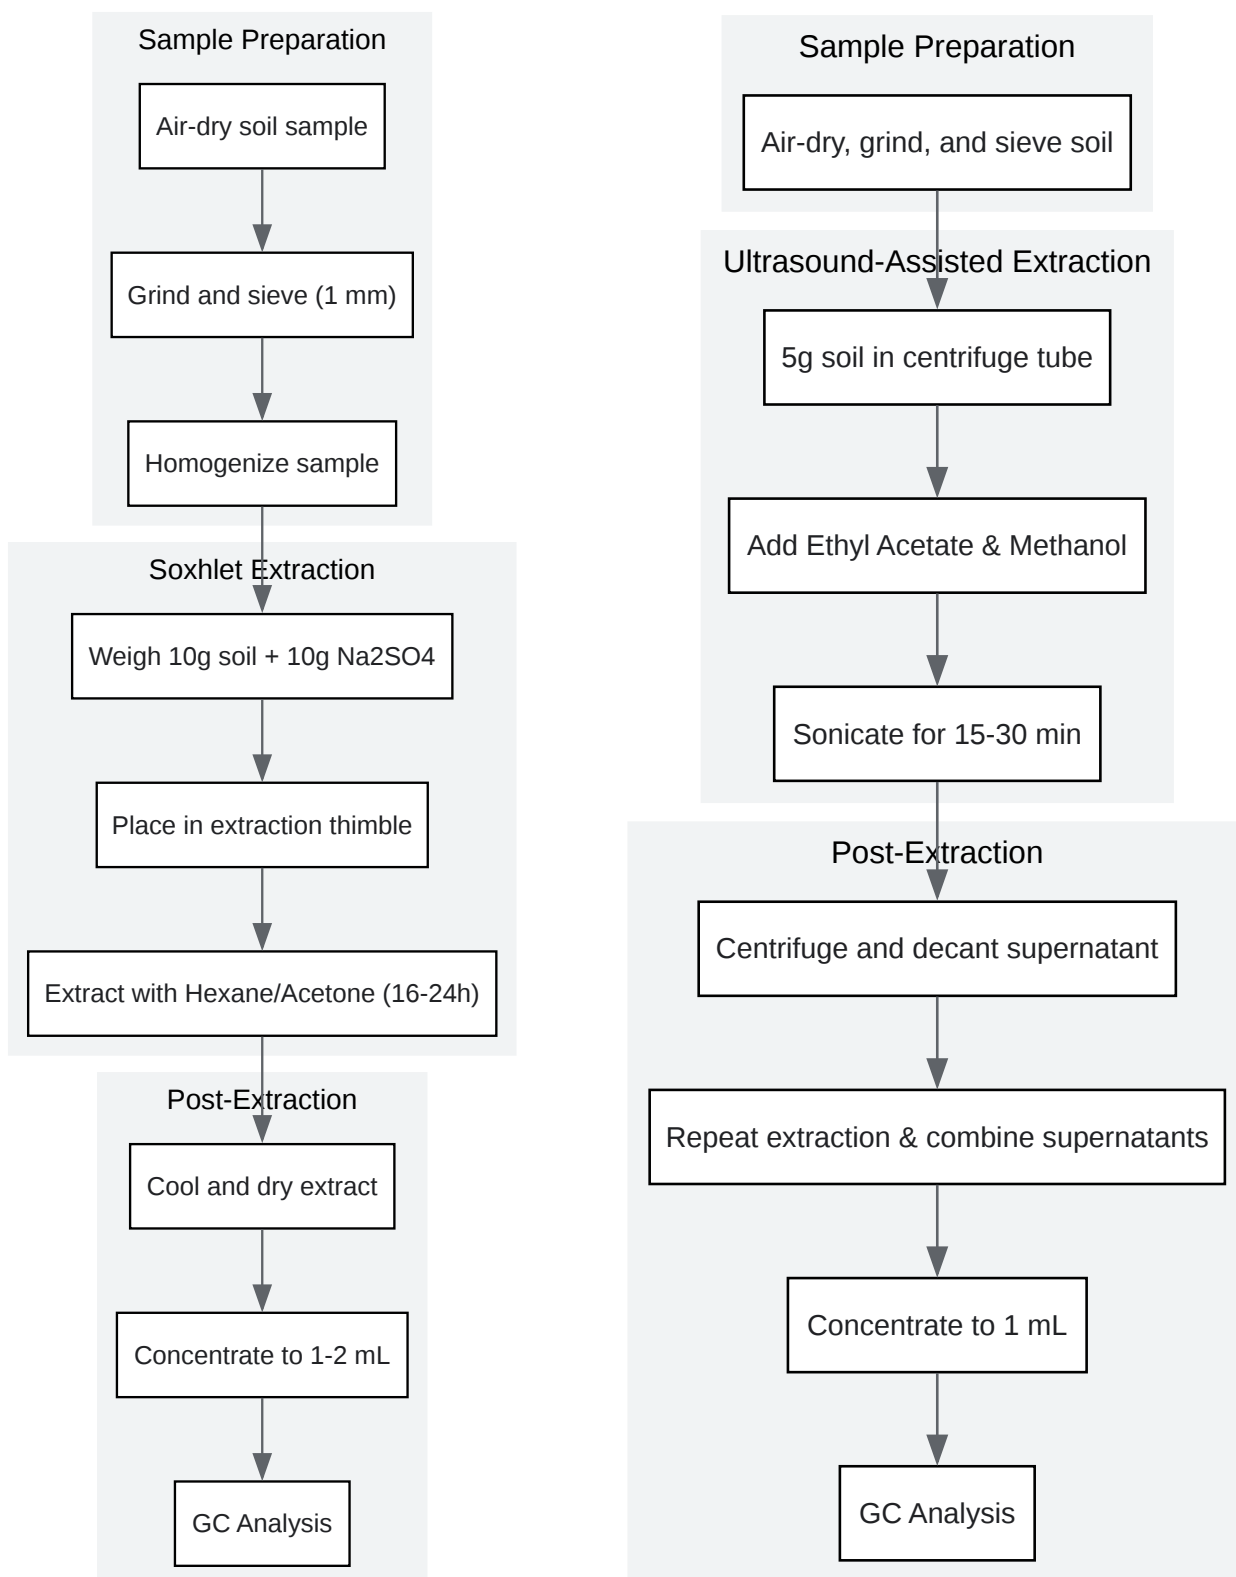 Sample Preparation
Air-dry soil sample
Grind and sieve (1 mm)
Homogenize sample
Soxhlet Extraction
Weigh 10g soil + 10g Na2SO4
Place in extraction thimble
Extract with Hexane/Acetone (16-24h)
Post-Extraction
Cool and dry extract
Concentrate to 1-2 mL
GC Analysis
Sample Preparation
Air-dry, grind, and sieve soil
Ultrasound-Assisted Extraction
5g soil in centrifuge tube
Add Ethyl Acetate & Methanol
Sonicate for 15-30 min
Post-Extraction
Centrifuge and decant supernatant
Repeat extraction & combine supernatants
Concentrate to 1 mL
GC Analysis